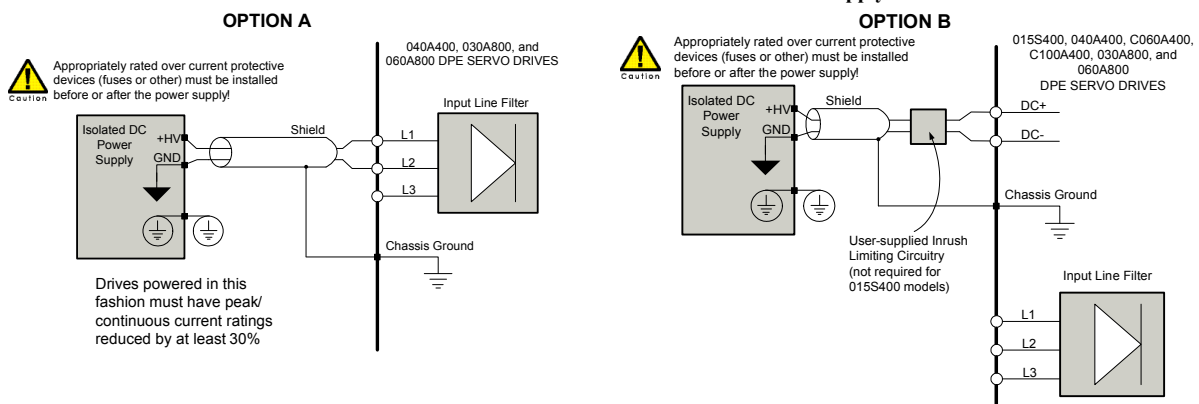 upply
OPTION A
Caution
Appropriately rated over current protective
devices (fuses or other) must be installed
before or after the power supply!
040A400, 030A800, and
060A800 DPE SERVO DRIVES
Isolated DC
Power
Supply
+HV
GND
Shield
L1
L2
L3
Input Line Filter
Chassis Ground
Drives powered in this
fashion must have peak/
continuous current ratings
reduced by at least 30%
OPTION B
Caution
Appropriately rated over current protective
devices (fuses or other) must be installed
before or after the power supply!
015S400, 040A400, C060A400,
C100A400, 030A800, and
060A800
DPE SERVO DRIVES
Isolated DC
Power
Supply
+HV
GND
Shield
DC+
DC-
Chassis Ground
User-supplied Inrush
Limiting Circuitry
(not required for
015S400 models)
Input Line Filter
L1
L2
L3